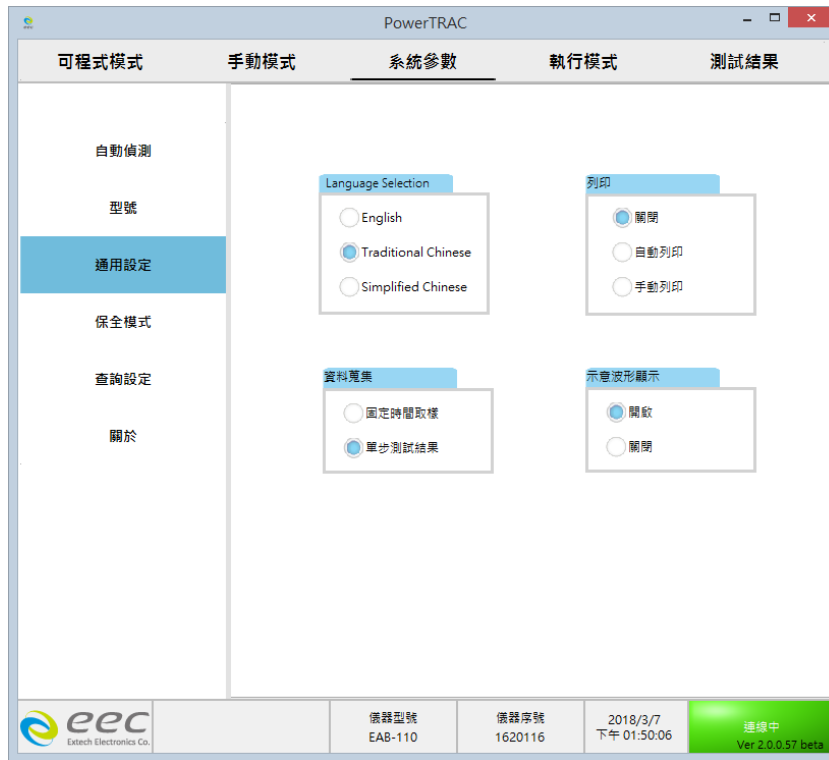 PowerTRAC
可程式模式 手動模式 系統參數 執行模式 測試結果
自動偵測
型號
通用設定
保全模式
查詢設定
關於
Language Selection
English
Traditional Chinese
Simplified Chinese
列印
關閉
自動列印
手動列印
資料蒐集
固定時間取樣
單步測試結果
示意波形顯示
開啟
關閉
eec
Extech Electronics Co.
儀器型號
EAB-110
儀器序號
1620116
2018/3/7
下午 01:50:06
連線中
Ver 2.0.0.57 beta